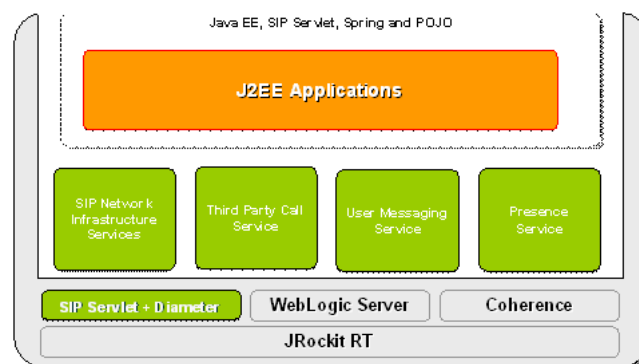 Java EE, SIP Servlet, Spring and POJO
J2EE Applications
SIP Network
Infrastructure
Services
Third Party Call
Service
User Messaging
Service
Presence
Service
SIP Servlet + Diameter
WebLogic Server
Coherence
JRockit RT